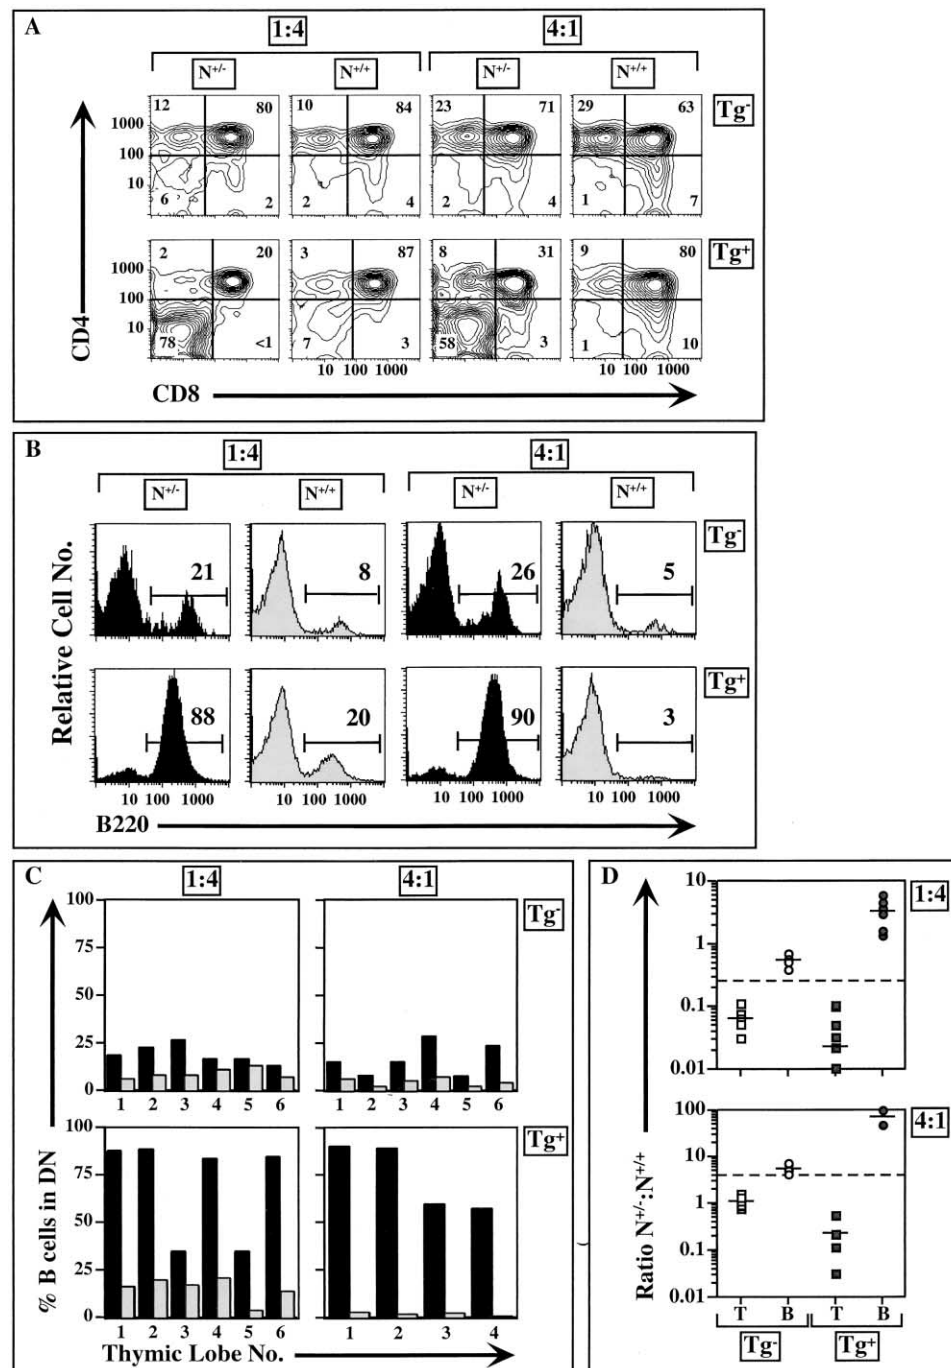 A
1:4
4:1
N+/-
N+/+
N+/-
N+/+
12 80 10 84 23 71 29 63
Tg-
1000
100
10
6 2 2 4 2 4 1 7
2 20 3 87 8 31 9 80
Tg+
1000
100
10
78 <1 7 3 58 3 1 10
10 100 1000
10 100 1000
CD4
CD8
B
1:4
4:1
N+/-
N+/+
N+/-
N+/+
Tg-
21 8 26 5
Tg+
88 20 90 3
10 100 1000
10 100 1000
10 100 1000
10 100 1000
Relative Cell No.
B220
C
1:4
4:1
100
75
50
25
0
Tg-
1 2 3 4 5 6
1 2 3 4 5 6
100
75
50
25
0
Tg+
1 2 3 4 5 6
1 2 3 4
% B cells in DN
Thymic Lobe No.
D
10
1
0.1
0.01
1:4
100
10
1
0.1
0.01
4:1
Ratio N+/-:N+/+
T B T B
Tg- Tg+